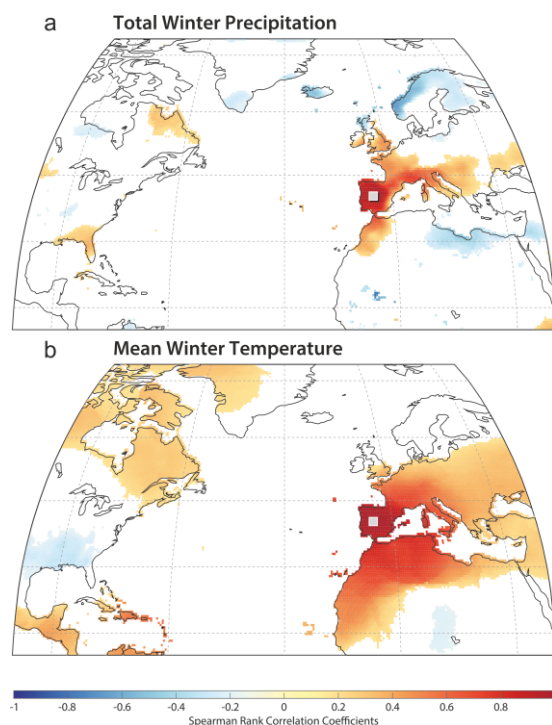 a Total Winter Precipitation
b Mean Winter Temperature
-1 -0.8 -0.6 -0.4 -0.2 0 0.2 0.4 0.6 0.8
Spearman Rank Correlation Coefficients